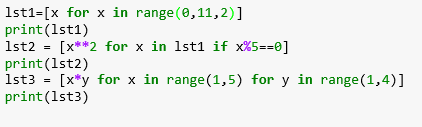 lst1=[x for x in range(0,11,2)]
print(lst1)
lst2 = [x**2 for x in lst1 if x%5==0]
print(lst2)
lst3 = [x*y for x in range(1,5) for y in range(1,4)]
print(lst3)